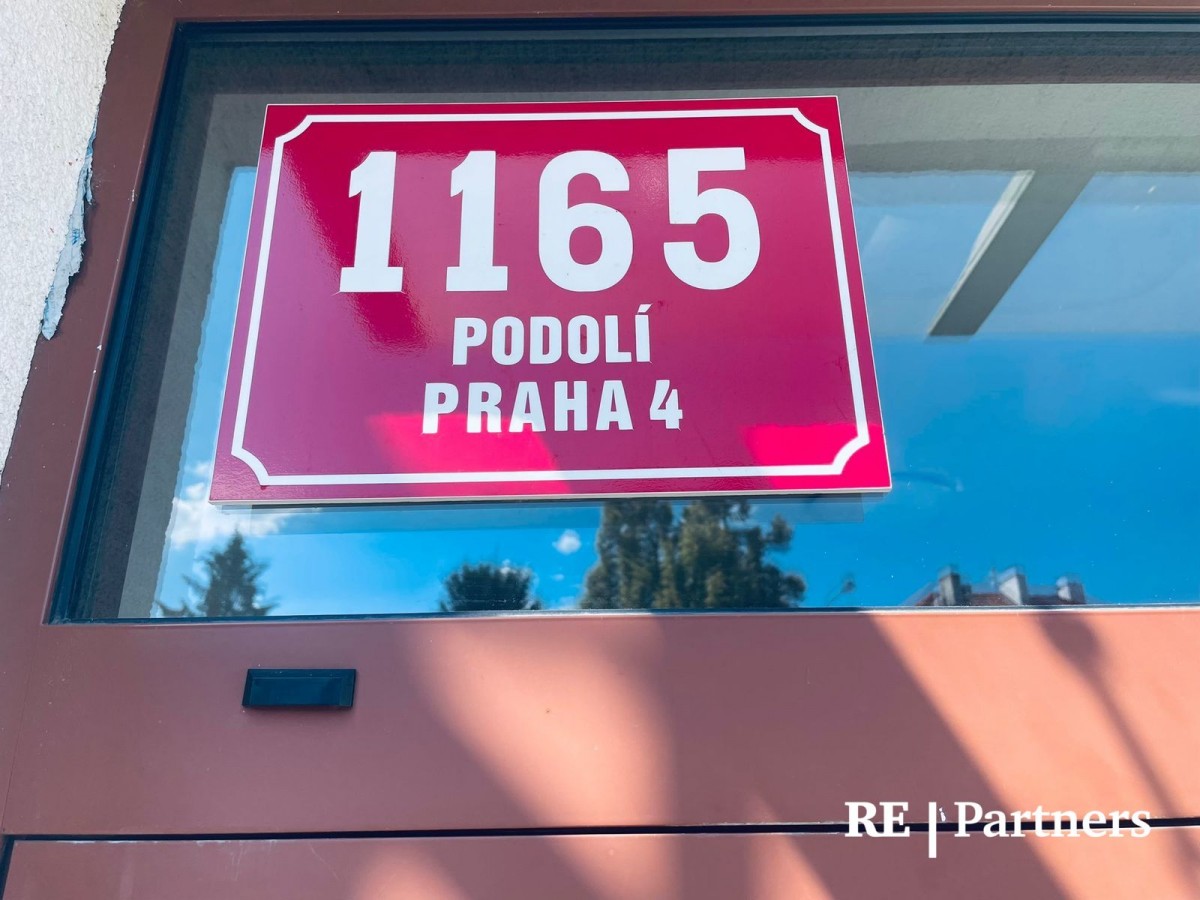 1165
PODOLÍ
PRAHA 4
RE | Partners